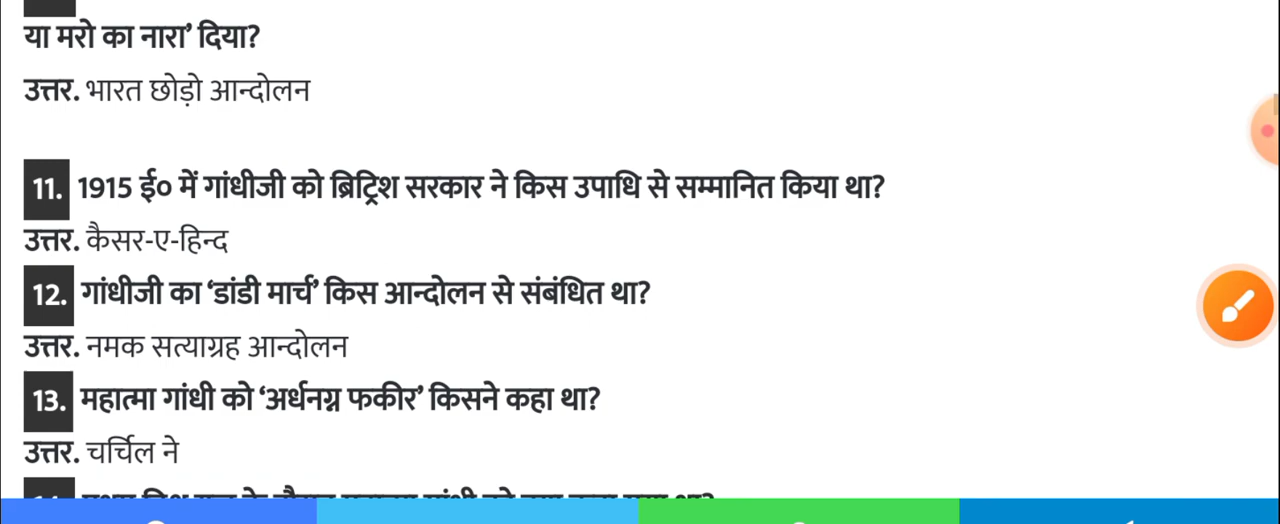 या मरो का नारा’ दिया?
उत्तर. भारत छोड़ो आन्दोलन
11. 1915 ई० में गांधीजी को ब्रिट्रिश सरकार ने किस उपाधि से सम्मानित किया था?
उत्तर. कैसर-ए-हिन्द
12. गांधीजी का ‘डांडी मार्च’ किस आन्दोलन से संबंधित था?
उत्तर. नमक सत्याग्रह आन्दोलन
13. महात्मा गांधी को ‘अर्धनग्न फकीर’ किसने कहा था?
उत्तर. चर्चिल ने